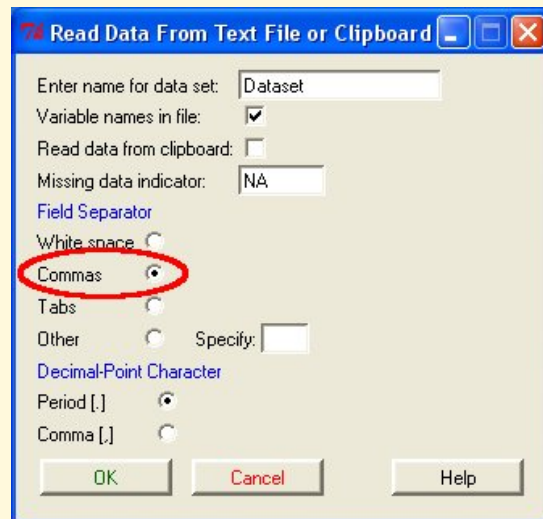 Read Data From Text File or Clipboard
Enter name for data set: Dataset
Variable names in file:
Read data from clipboard:
Missing data indicator: NA
Field Separator
White space
Commas
Tabs
Other Specify:
Decimal-Point Character
Period [.]
Comma [,]
OK Cancel Help